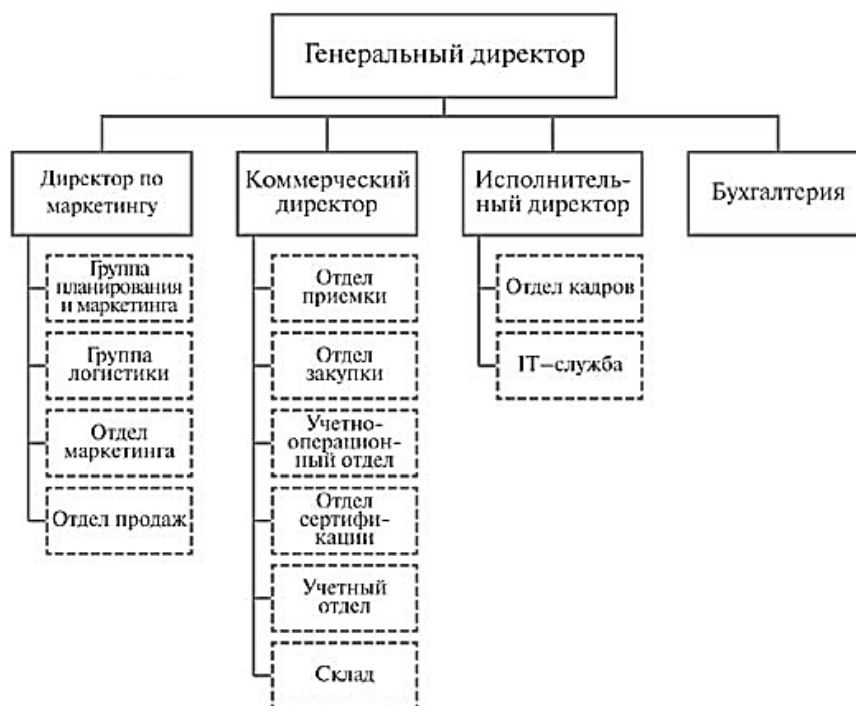 Генеральный директор
Директор по
маркетингу
Группа
планирования
и маркетинга
Группа
логистики
Отдел
маркетинга
Отдел продаж
Коммерческий
директор
Отдел
приемки
Отдел
закупки
Учетно-
операцион-
ный отдел
Отдел
сертифи-
кации
Учетный
отдел
Склад
Исполнитель-
ный директор
Отдел кадров
IT–служба
Бухгалтерия